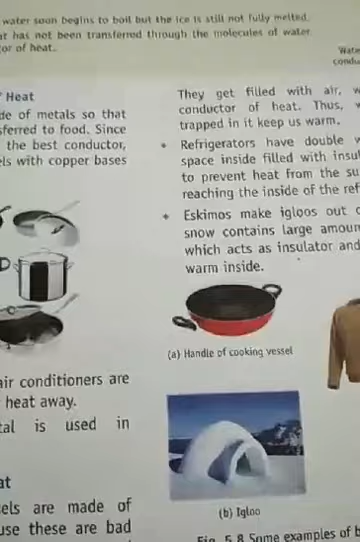 water soon begins to boil but the ice is still not fully melted.
at has not been transferred through the molecules of water
or of heat.
Wate
condu
Heat
de of metals so that
sferred to food. Since
the best conductor,
els with copper bases
air conditioners are
heat away.
tal is used in
at
sels are made of
use these are bad
They get filled with air, w
conductor of heat. Thus,
trapped in it keep us warm.
• Refrigerators have double w
space inside filled with insul
to prevent heat from the su
reaching the inside of the ref
• Eskimos make igloos out o
snow contains large amoun
which acts as insulator and
warm inside.
(a) Handle of cooking vessel
(b) Igloo
Fig. 5.8 Some examples of b